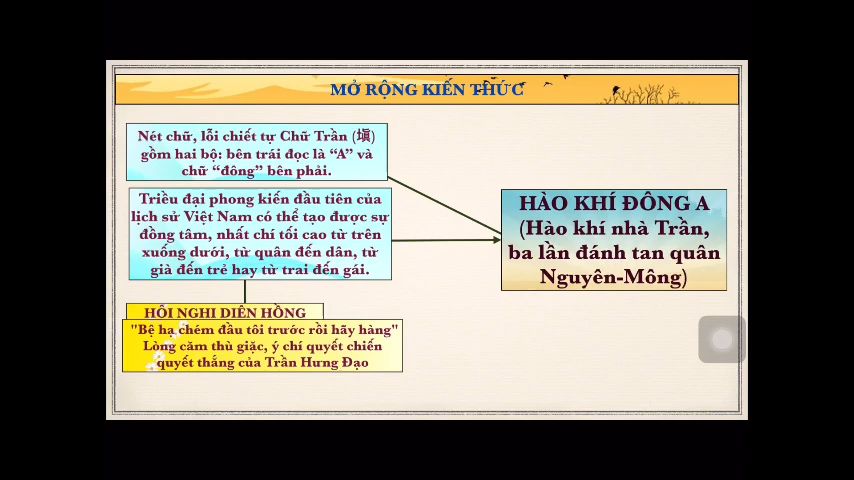 MỞ RỘNG KIẾN THỨC
Nét chữ, lỗi chiết tự Chữ Trần (塡)
gồm hai bộ: bên trái đọc là “A” và
chữ “đông” bên phải.
Triều đại phong kiến đầu tiên của
lịch sử Việt Nam có thể tạo được sự
đồng tâm, nhất chí tối cao từ trên
xuống dưới, từ quân đến dân, từ
già đến trẻ hay từ trai đến gái.
HÀO KHÍ ĐÔNG A
(Hào khí nhà Trần,
ba lần đánh tan quân
Nguyên-Mông)
HỘI NGHỊ DIÊN HỒNG
"Bệ hạ chém đầu tôi trước rồi hãy hàng"
Lòng căm thù giặc, ý chí quyết chiến
quyết thắng của Trần Hưng Đạo